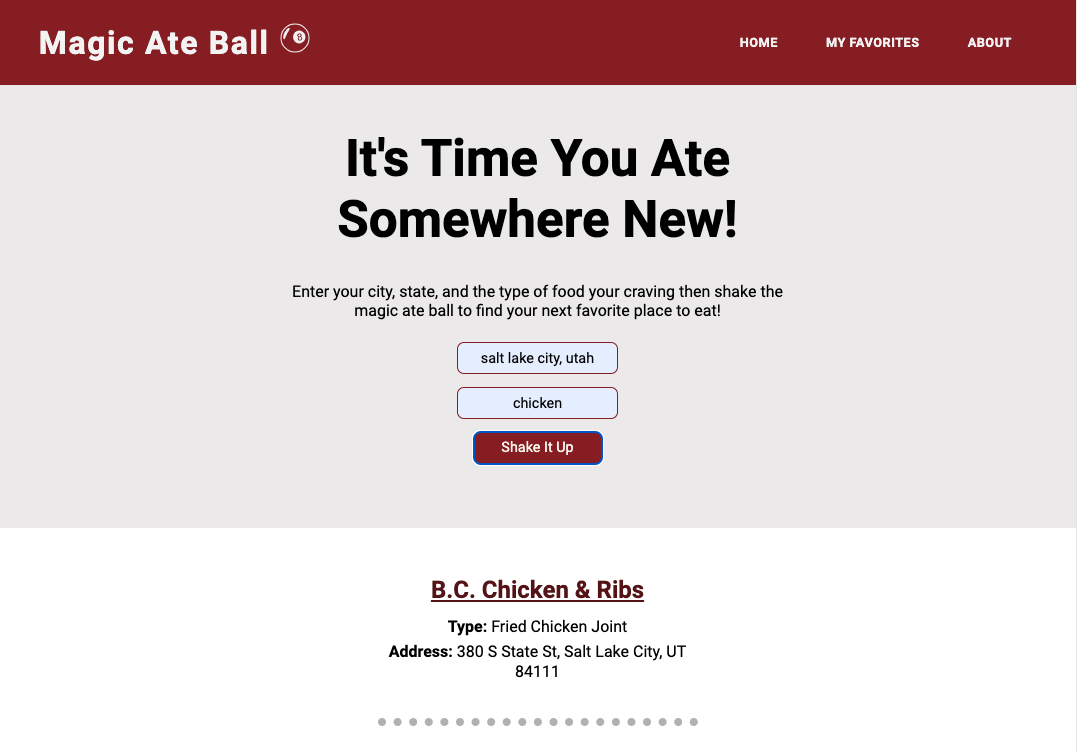 Magic Ate Ball 8
HOME MY FAVORITES ABOUT
It's Time You Ate
Somewhere New!
Enter your city, state, and the type of food your craving then shake the
magic ate ball to find your next favorite place to eat!
salt lake city, utah
chicken
Shake It Up
B.C. Chicken & Ribs
Type: Fried Chicken Joint
Address: 380 S State St, Salt Lake City, UT
84111